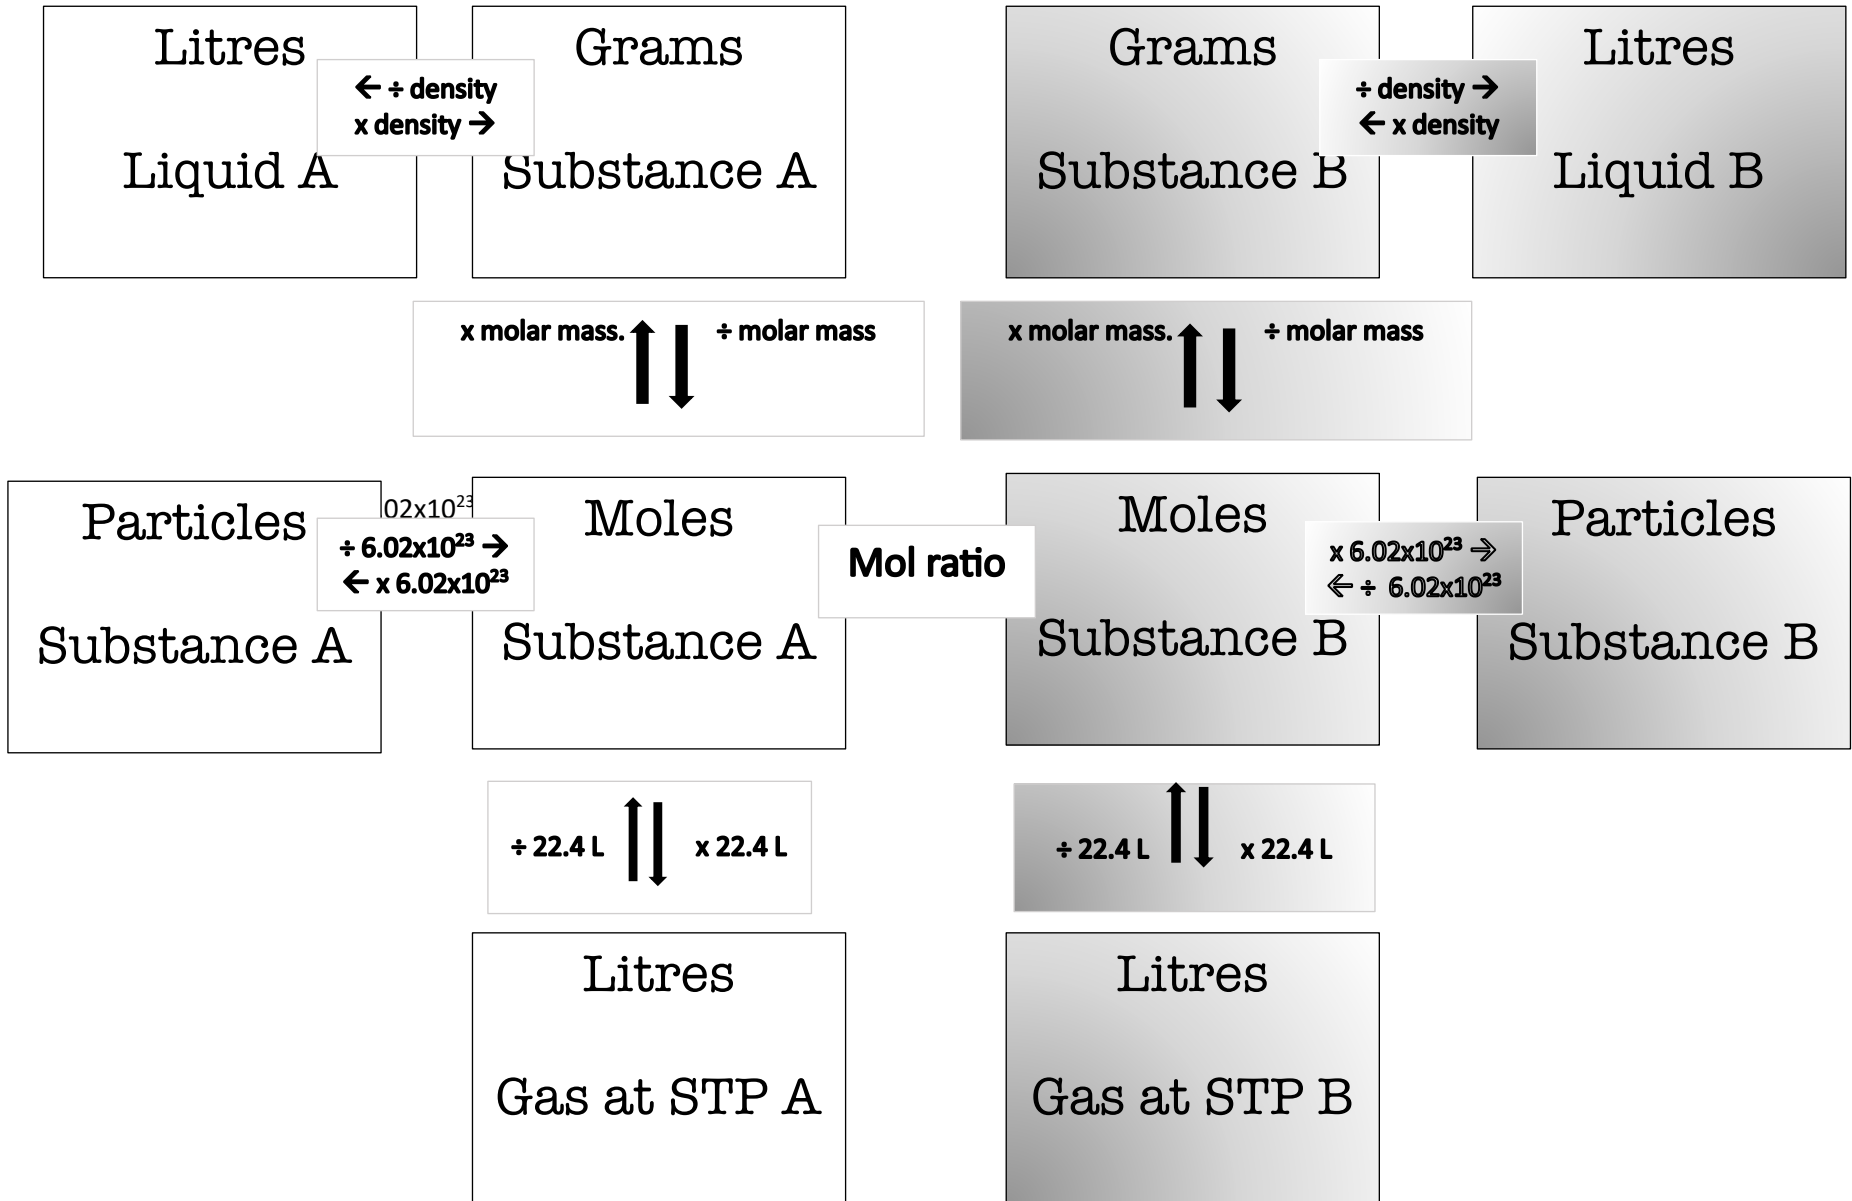 Litres
Liquid A
← ÷ density
x density →
Grams
Substance A
Grams
Substance B
÷ density →
← x density
Litres
Liquid B
x molar mass.
÷ molar mass
x molar mass.
÷ molar mass
Particles
Substance A
02x10²³
÷ 6.02x10²³ →
← x 6.02x10²³
Moles
Substance A
Mol ratio
Moles
Substance B
x 6.02x10²³ →
← ÷ 6.02x10²³
Particles
Substance B
÷ 22.4 L
x 22.4 L
÷ 22.4 L
x 22.4 L
Litres
Gas at STP A
Litres
Gas at STP B